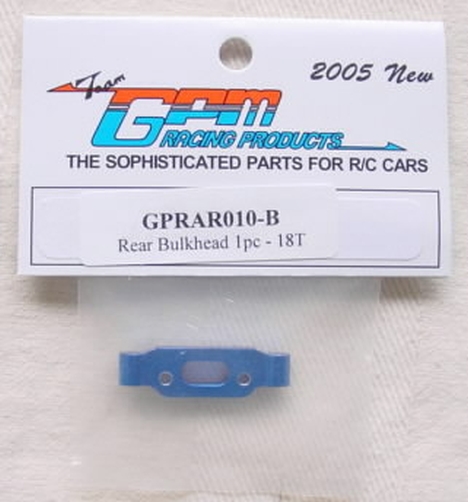 2005 New
Team
GPM
RACING PRODUCTS
THE SOPHISTICATED PARTS FOR R/C CARS
GPRAR010-B
Rear Bulkhead 1pc - 18T